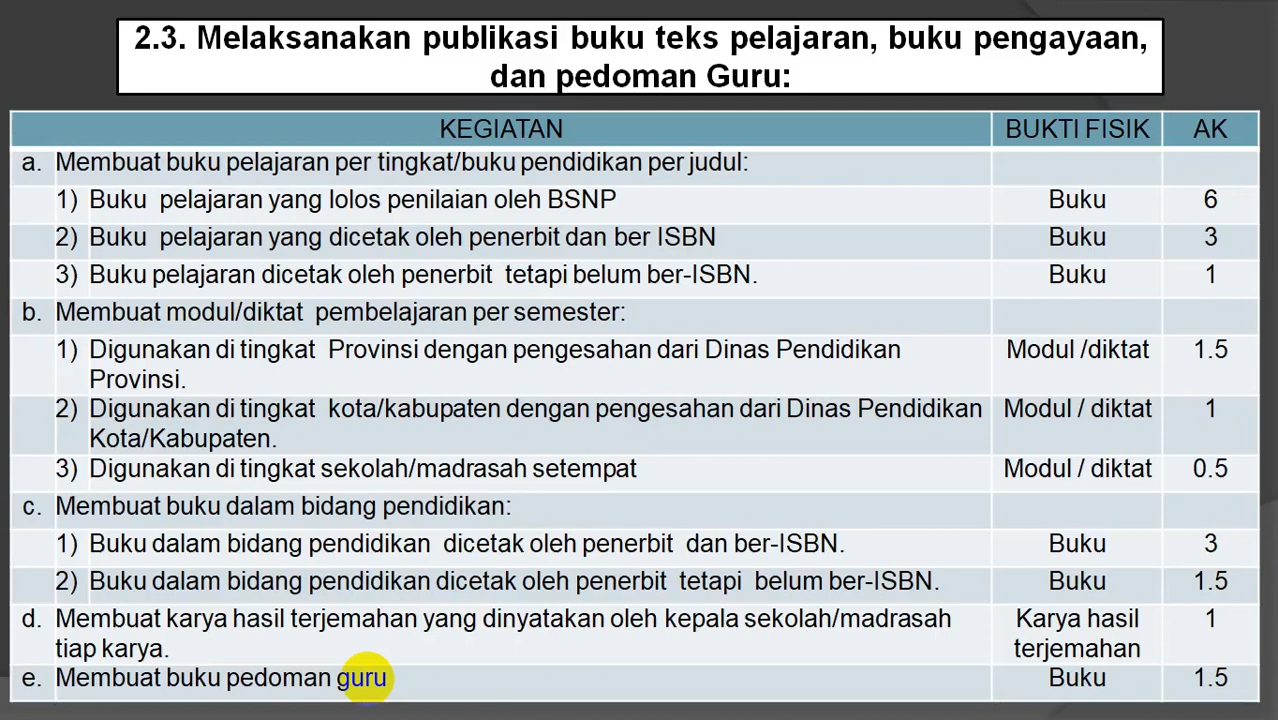 2.3. Melaksanakan publikasi buku teks pelajaran, buku pengayaan,
dan pedoman Guru:
KEGIATAN BUKTI FISIK AK
a. Membuat buku pelajaran per tingkat/buku pendidikan per judul:
1) Buku pelajaran yang lolos penilaian oleh BSNP Buku 6
2) Buku pelajaran yang dicetak oleh penerbit dan ber ISBN Buku 3
3) Buku pelajaran dicetak oleh penerbit tetapi belum ber-ISBN. Buku 1
b. Membuat modul/diktat pembelajaran per semester:
1) Digunakan di tingkat Provinsi dengan pengesahan dari Dinas Pendidikan Modul /diktat 1.5
Provinsi.
2) Digunakan di tingkat kota/kabupaten dengan pengesahan dari Dinas Pendidikan Modul / diktat 1
Kota/Kabupaten.
3) Digunakan di tingkat sekolah/madrasah setempat Modul / diktat 0.5
c. Membuat buku dalam bidang pendidikan:
1) Buku dalam bidang pendidikan dicetak oleh penerbit dan ber-ISBN. Buku 3
2) Buku dalam bidang pendidikan dicetak oleh penerbit tetapi belum ber-ISBN. Buku 1.5
d. Membuat karya hasil terjemahan yang dinyatakan oleh kepala sekolah/madrasah Karya hasil 1
tiap karya. terjemahan
e. Membuat buku pedoman guru Buku 1.5